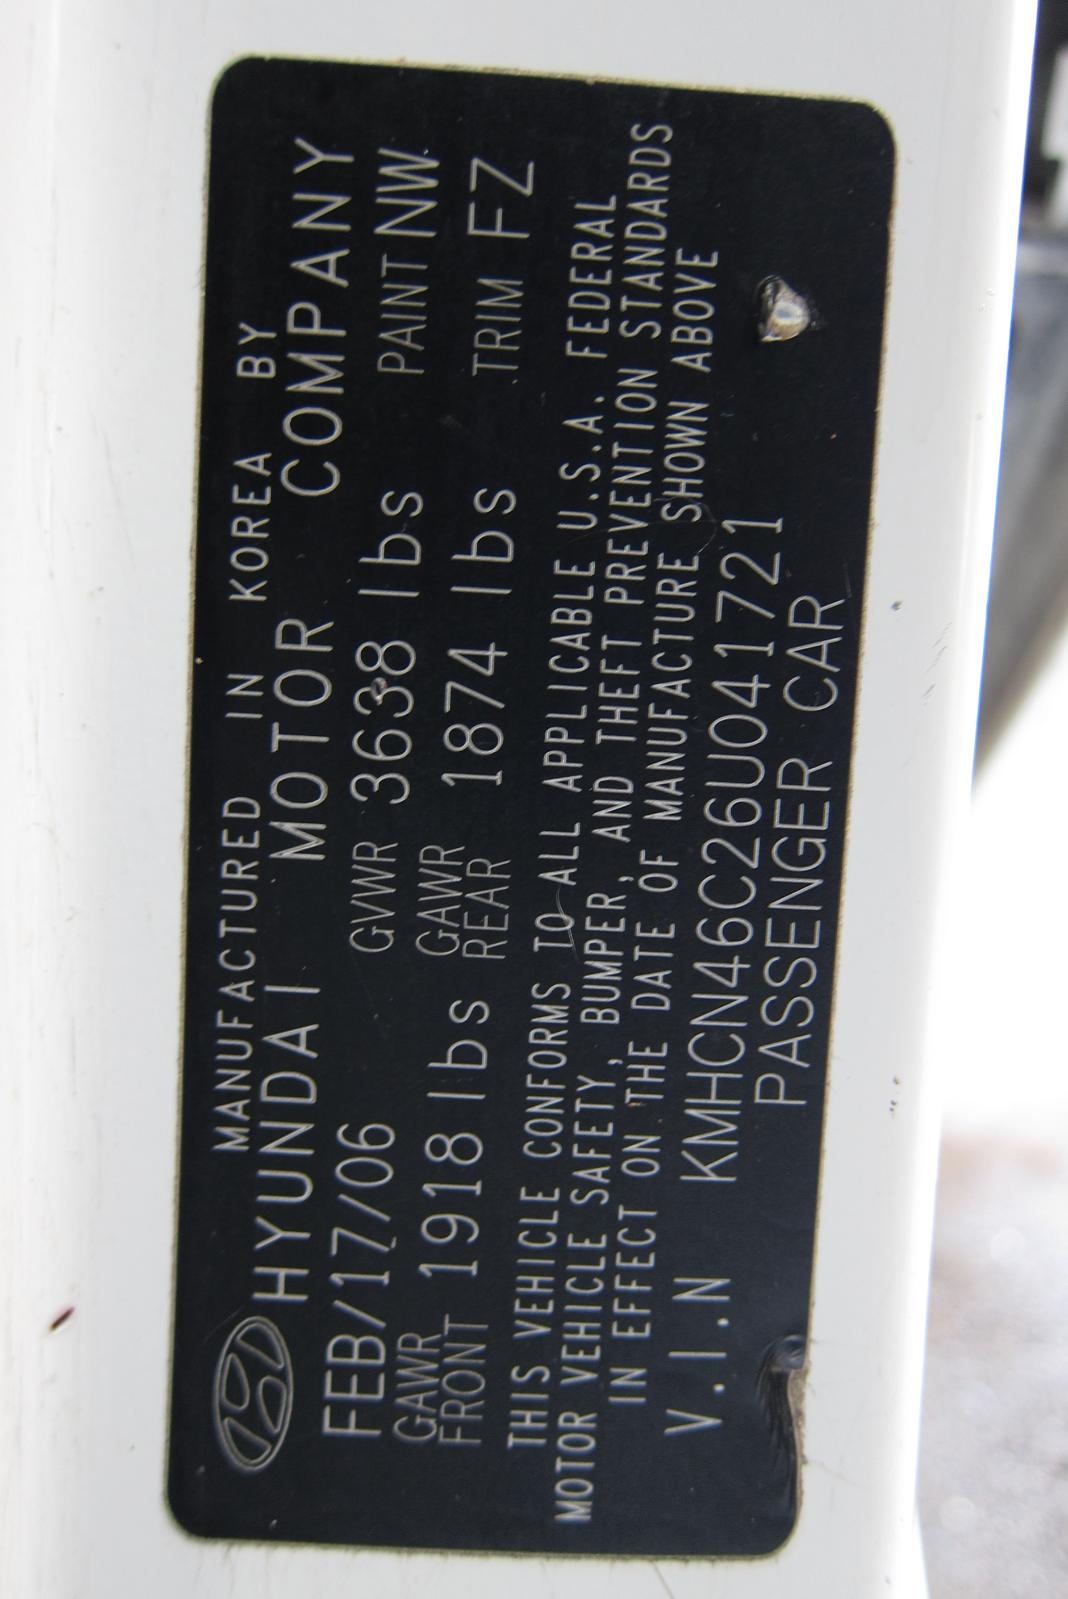 MANUFACTURED IN KOREA BY
HYUNDAI MOTOR COMPANY
FEB/17/06 GVWR 3638 lbs PAINT NW
GAWR FRONT 1918 lbs GAWR REAR 1874 lbs TRIM FZ
THIS VEHICLE CONFORMS TO ALL APPLICABLE U.S.A. FEDERAL
MOTOR VEHICLE SAFETY, BUMPER, AND THEFT PREVENTION STANDARDS
IN EFFECT ON THE DATE OF MANUFACTURE SHOWN ABOVE
V.I.N KMHCN46C26U041721
PASSENGER CAR